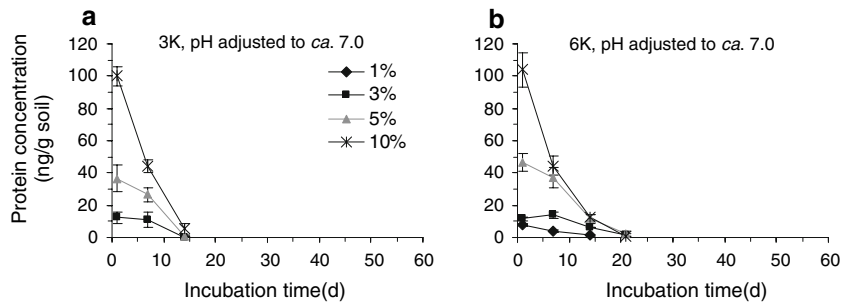 a
3K, pH adjusted to ca. 7.0
Protein concentration
(ng/g soil)
120
100
80
60
40
20
0
0 10 20 30 40 50 60
Incubation time(d)
1%
3%
5%
10%
b
6K, pH adjusted to ca. 7.0
120
100
80
60
40
20
0
0 10 20 30 40 50 60
Incubation time(d)